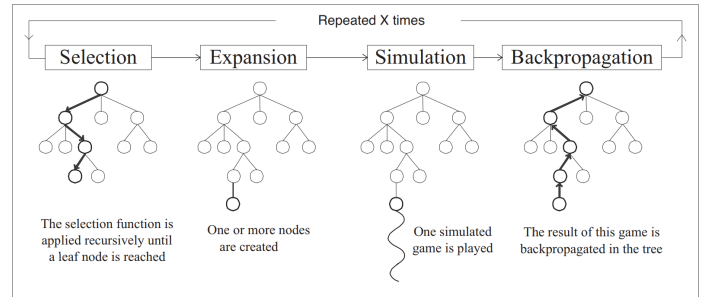 Repeated X times
Selection
Expansion
Simulation
Backpropagation
The selection function is
applied recursively until
a leaf node is reached
One or more nodes
are created
One simulated
game is played
The result of this game is
backpropagated in the tree